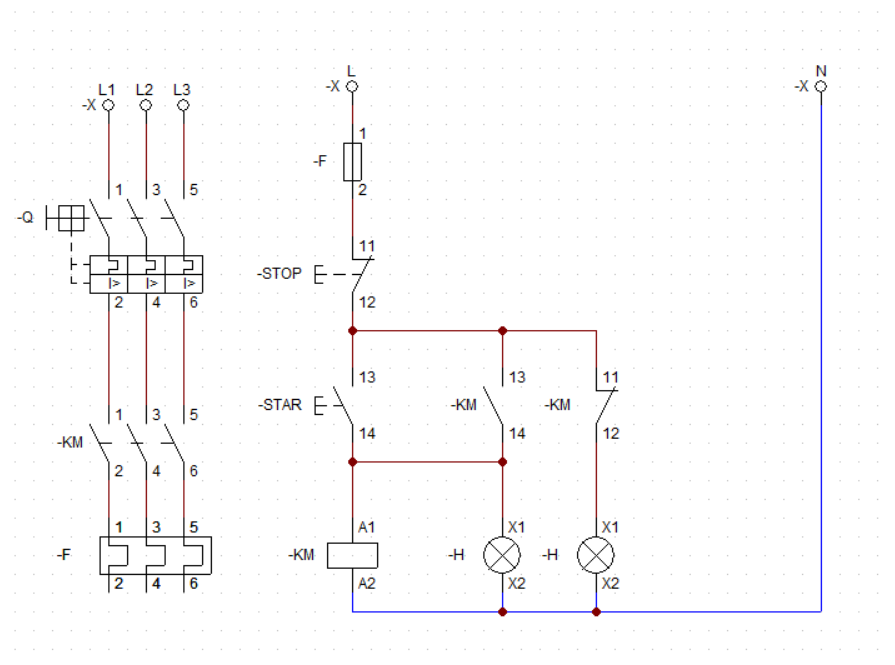 L1 L2 L3
-X
L
-X
N
-X
1
-F
2
1 3 5
-Q
I> I> I>
2 4 6
11
-STOP
12
13 13 11
-STAR -KM -KM
14 14 12
1 3 5
-KM
2 4 6
1 3 5
-F
2 4 6
A1 X1 X1
-KM -H -H
A2 X2 X2